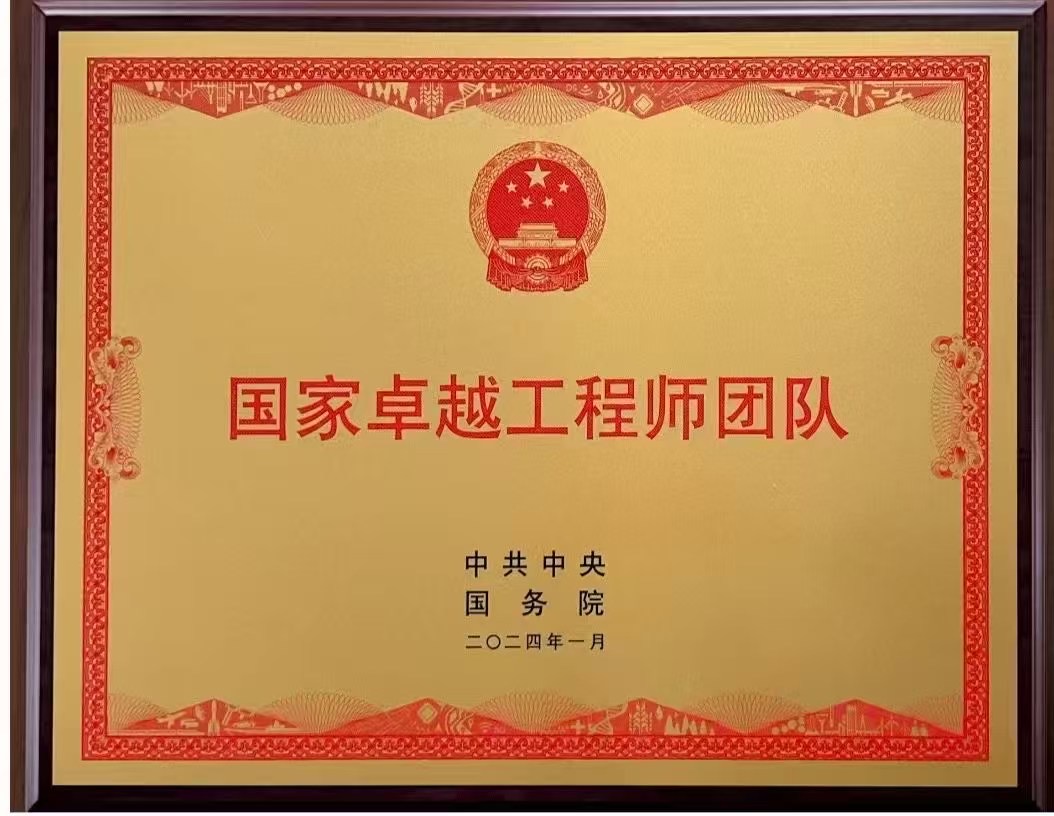 国家卓越工程师团队
中共中央
国务院
二〇二四年一月